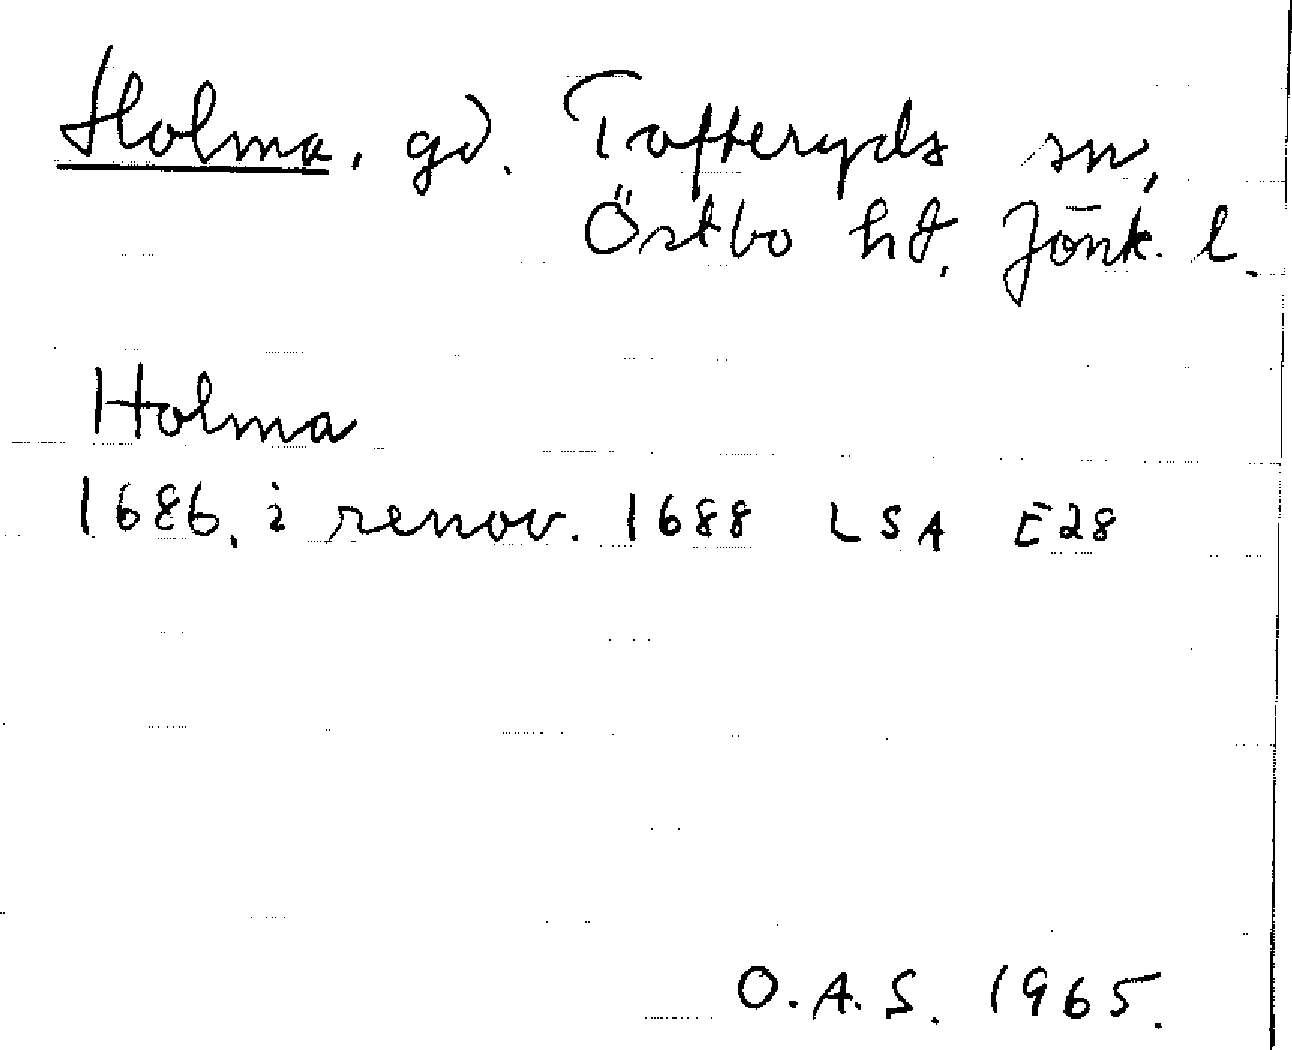 Holma, gd. Tofteryds sn,
Östbo hd, Jönk. l.
Holma
1686, i renov. 1688 LSA E28
O.A.S. 1965.